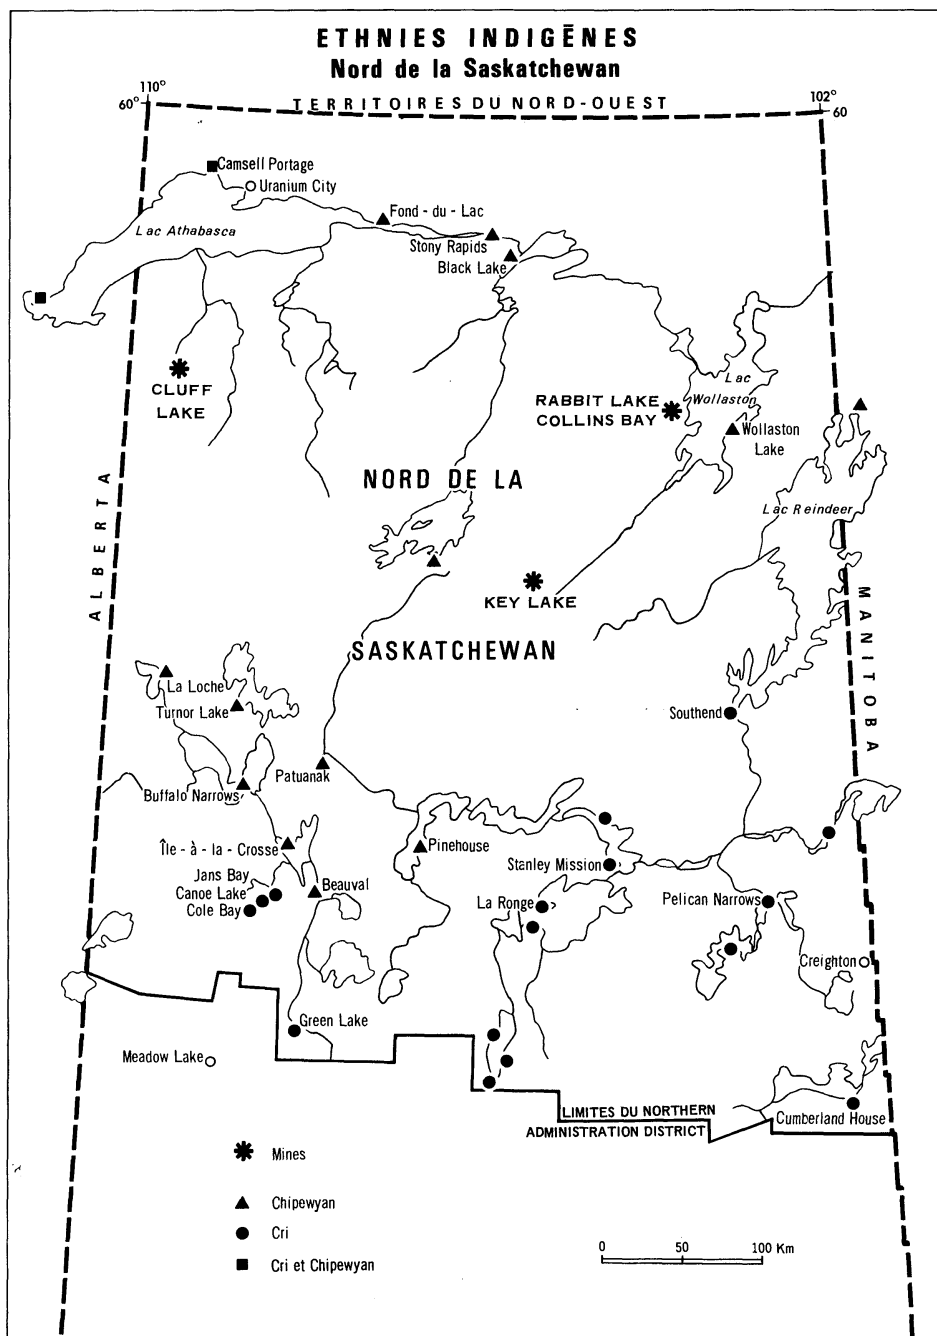 ETHNIES INDIGĒNES
Nord de la Saskatchewan
110°
60°
TERRITOIRES DU NORD-OUEST
102°
60
Camsell Portage
Uranium City
Lac Athabasca
Fond-du-Lac
Stony Rapids
Black Lake
CLUFF
LAKE
RABBIT LAKE
COLLINS BAY
Lac
Wollaston
Wollaston
Lake
ALBERTA
NORD DE LA
Lac Reindeer
KEY LAKE
MANITOBA
SASKATCHEWAN
La Loche
Turnor Lake
Southend
Patuanak
Buffalo Narrows
Île-à-la-Crosse
Pinehouse
Stanley Mission
Jans Bay
Canoe Lake
Cole Bay
Beauval
La Ronge
Pelican Narrows
Creighton
Green Lake
Meadow Lake
LIMITES DU NORTHERN
ADMINISTRATION DISTRICT
Cumberland House
Mines
Chipewyan
Cri
Cri et Chipewyan
0 50 100 Km